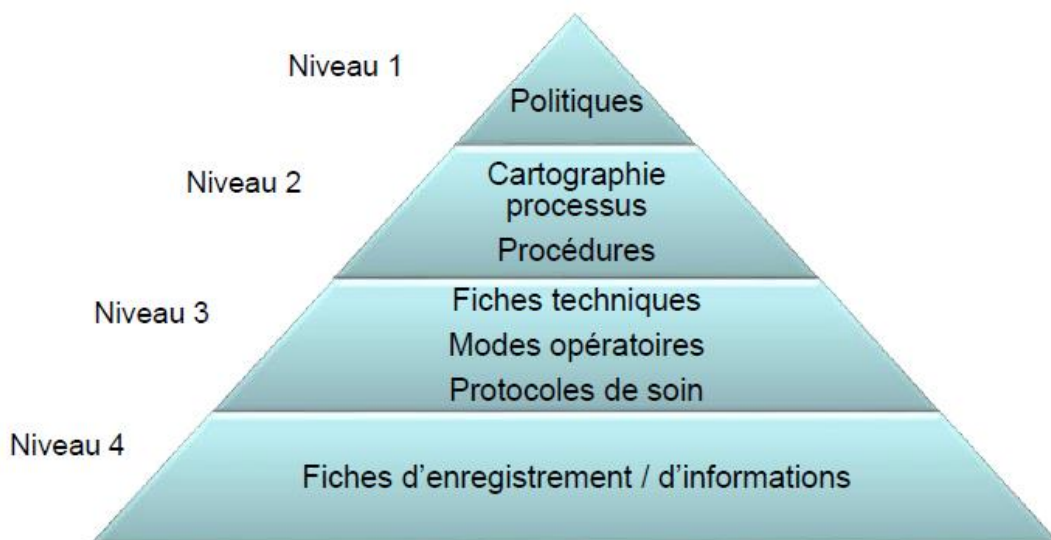 Niveau 1
Politiques
Niveau 2
Cartographie
processus
Procédures
Niveau 3
Fiches techniques
Modes opératoires
Protocoles de soin
Niveau 4
Fiches d'enregistrement / d'informations